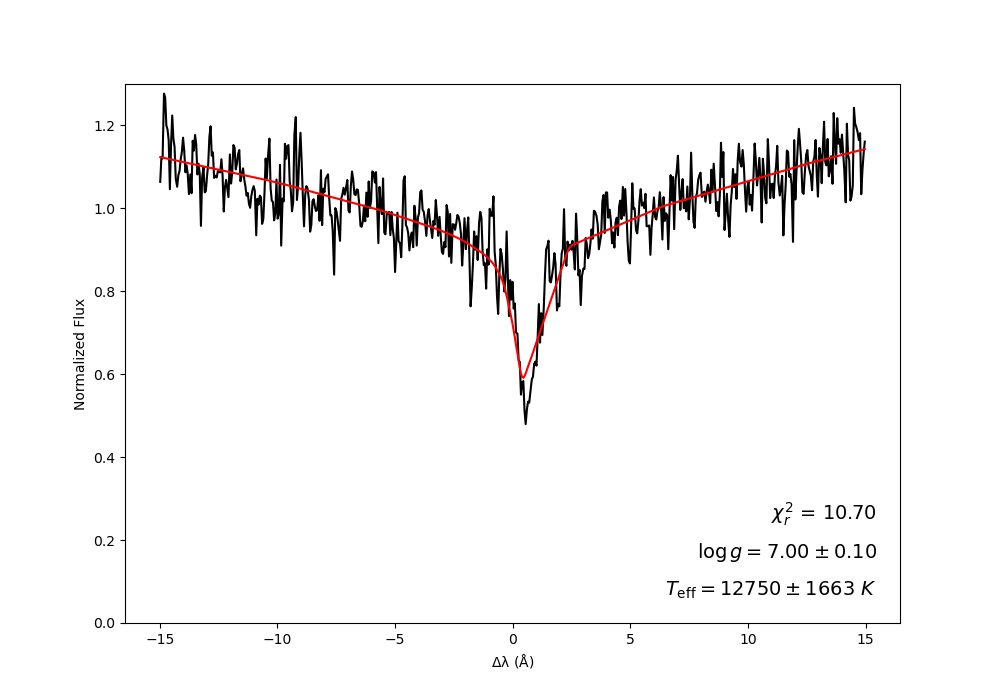 1.2
1.0
0.8
0.6
0.4
0.2
0.0
Normalized Flux
χ²ᵣ = 10.70
log g = 7.00 ± 0.10
T_eff = 12750 ± 1663 K
−15 −10 −5 0 5 10 15
Δλ (Å)